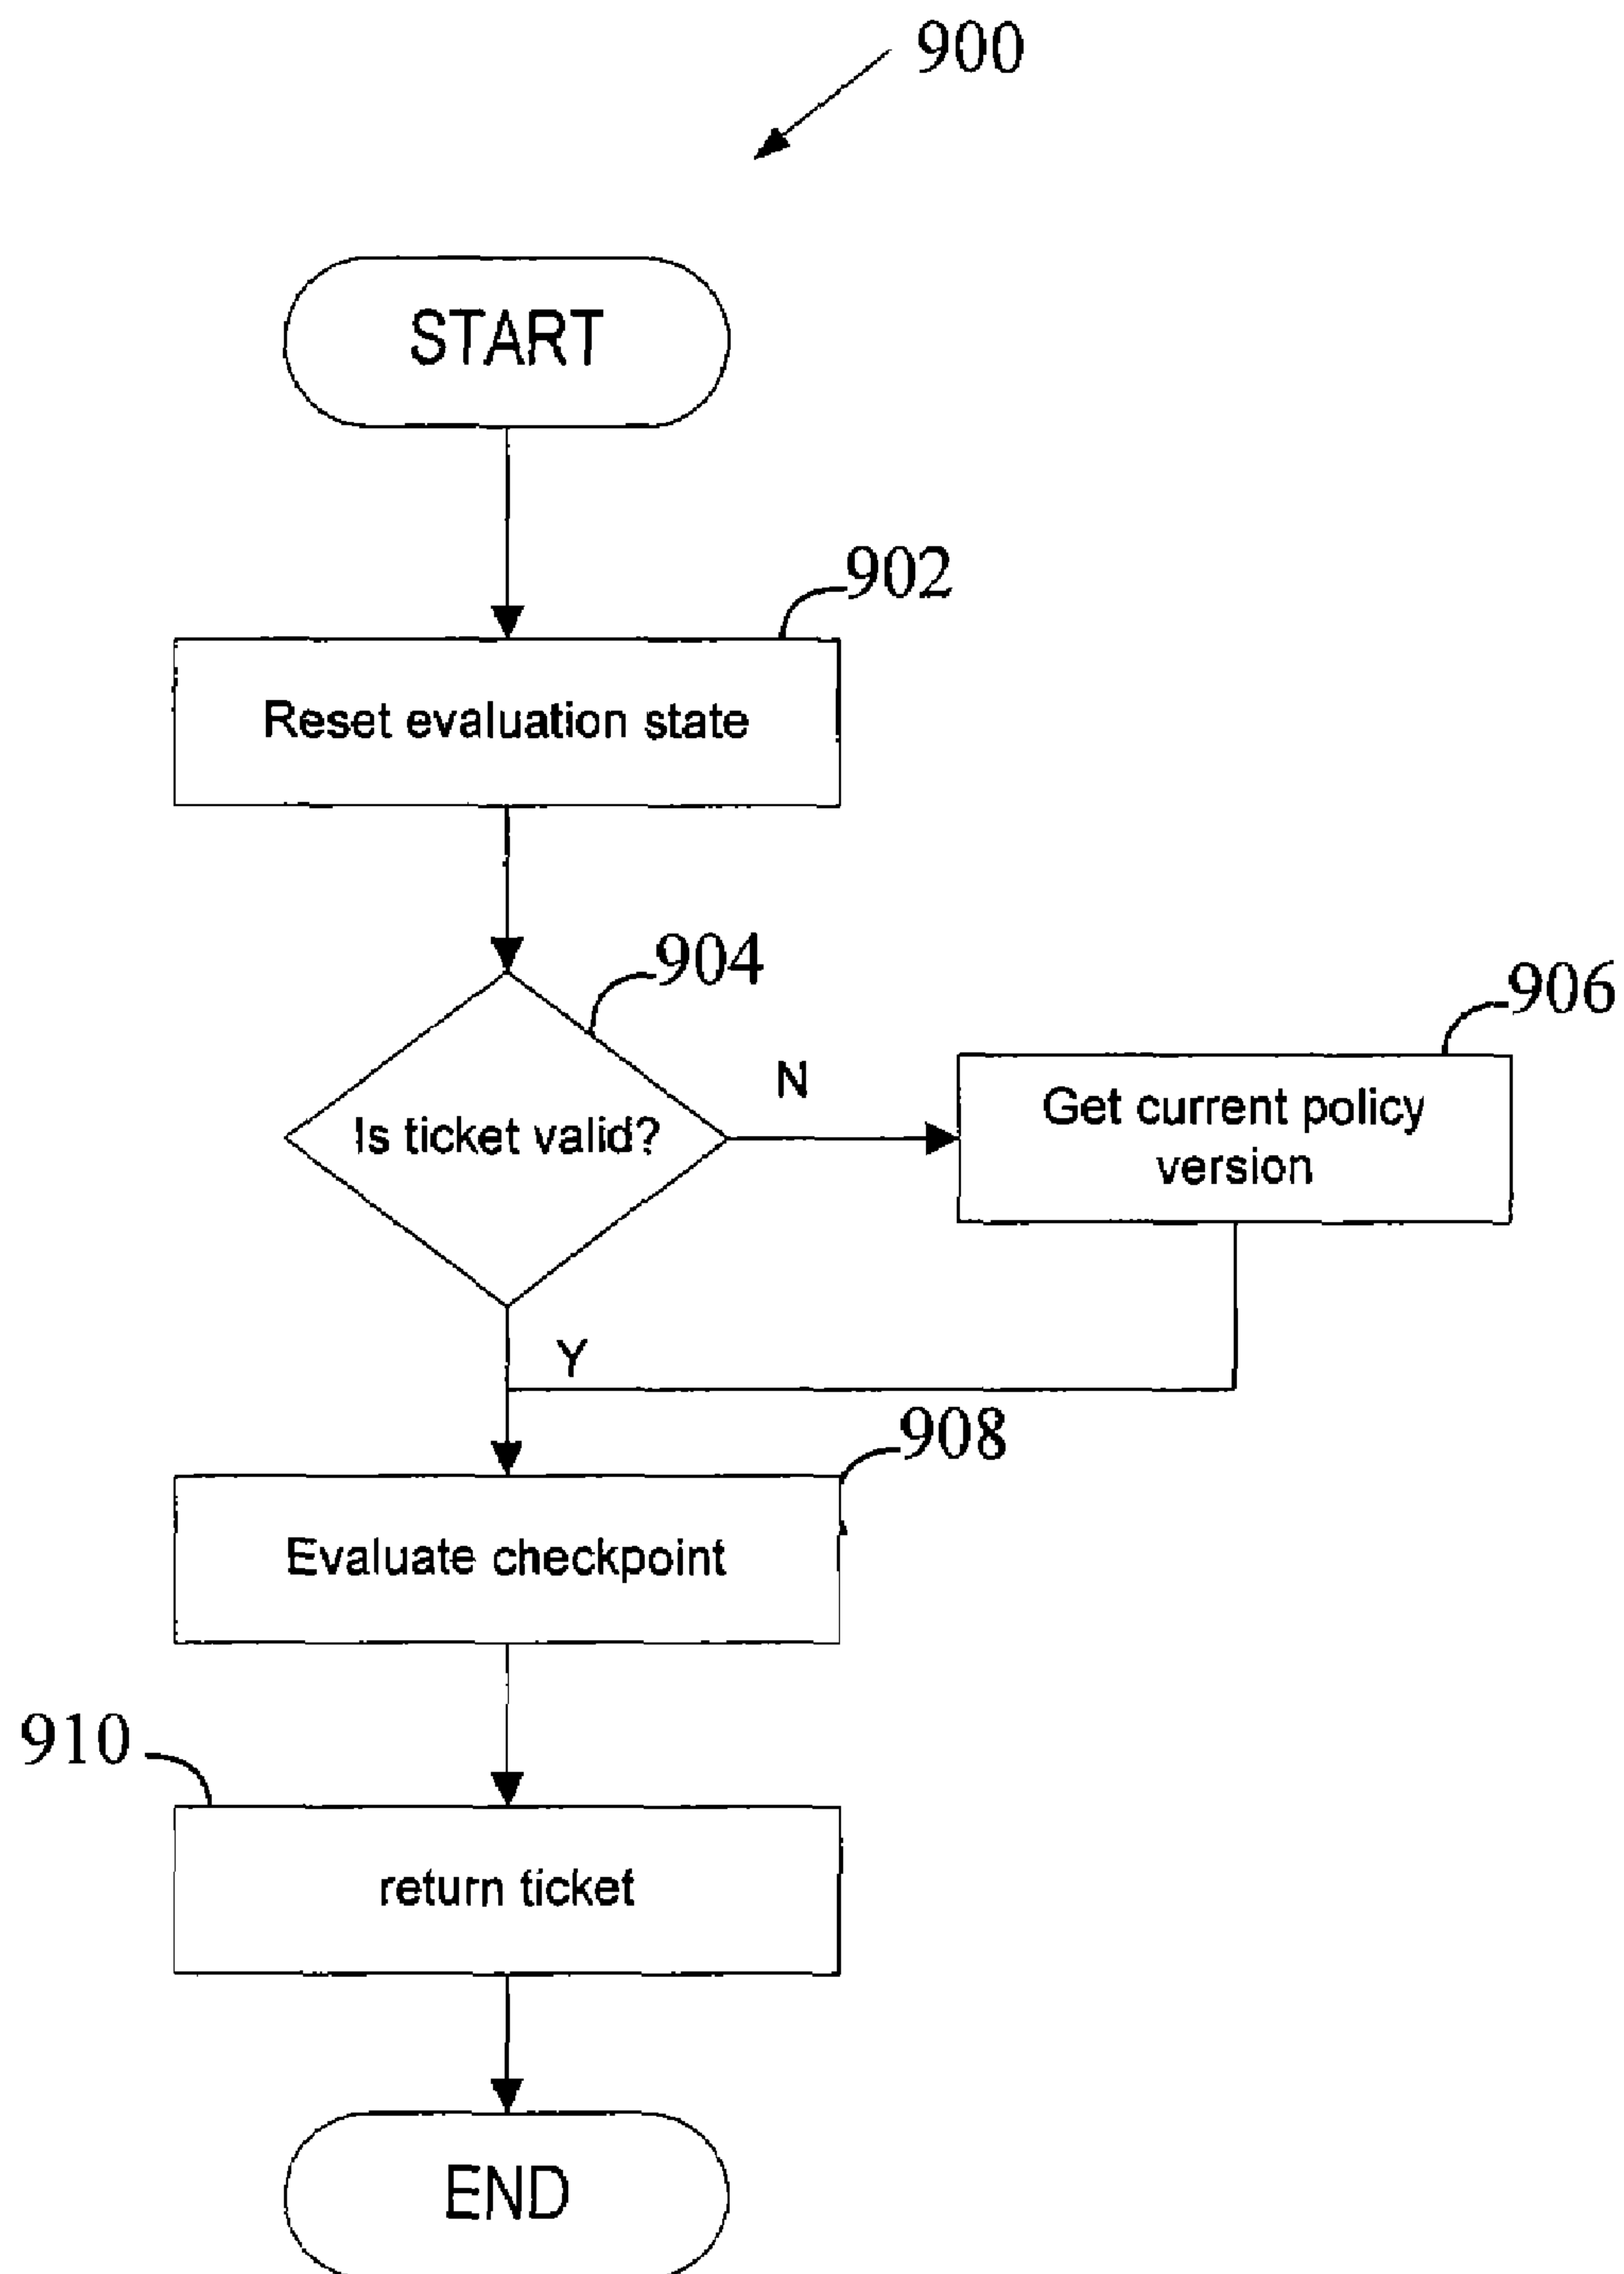 900
START
902
Reset evaluation state
904
906
N
Get current policy
version
Is ticket valid?
Y
908
Evaluate checkpoint
910
return ticket
END